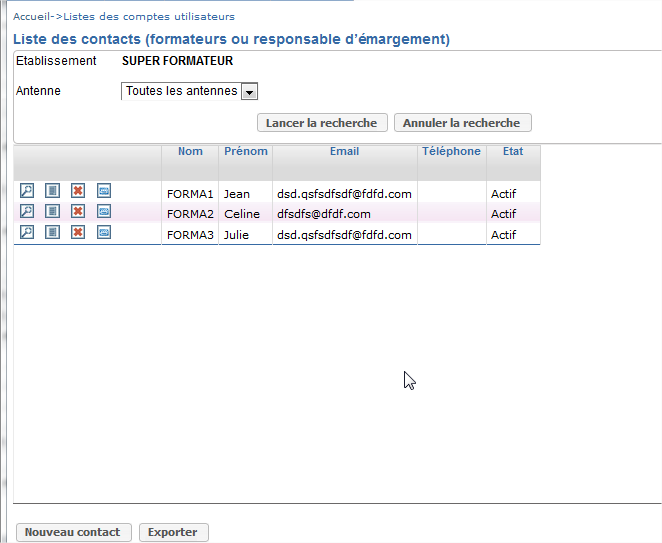 Accueil->Listes des comptes utilisateurs
Liste des contacts (formateurs ou responsable d'émargement)
Etablissement SUPER FORMATEUR
Antenne Toutes les antennes
Lancer la recherche Annuler la recherche
Nom Prénom Email Téléphone Etat
FORMA1 Jean dsd.qsfsdfsdf@fdfd.com Actif
FORMA2 Celine dfsdfs@dfdf.com Actif
FORMA3 Julie dsd.qsfsdfsdf@fdfd.com Actif
Nouveau contact Exporter